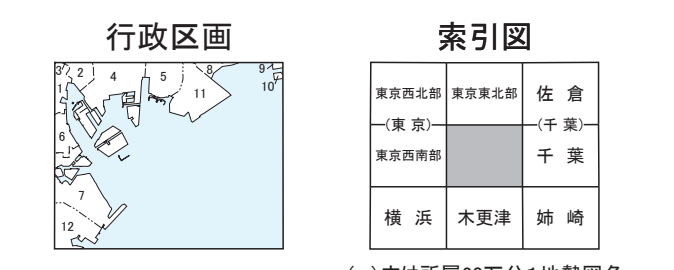 行政区画
索引図
3 2 4 5 8 9
1 11 10
6
7
12
東京西北部 東京東北部 佐倉
(東京) (千葉)
東京西南部 千葉
横浜 木更津 姉崎